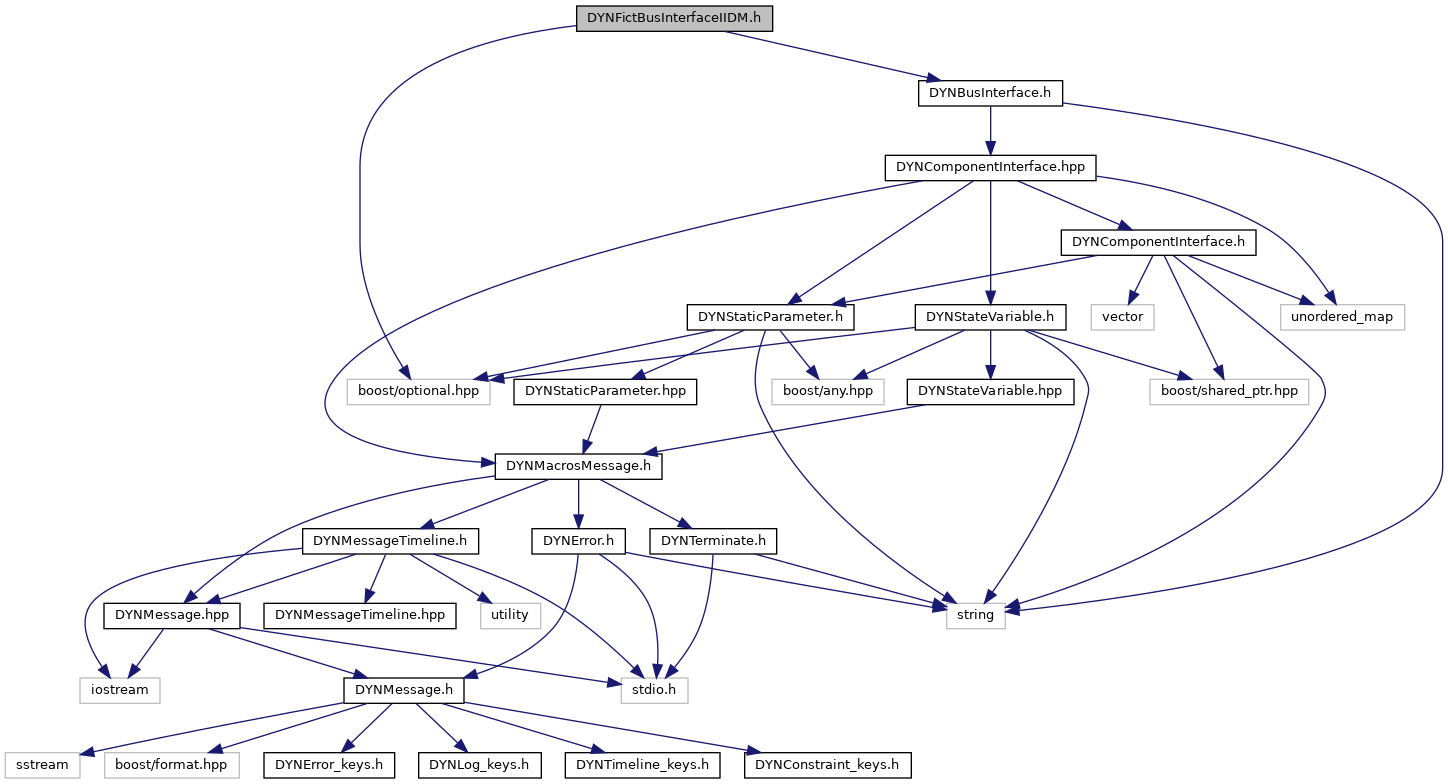 DYNFictBusInterfaceIIDM.h
DYNBusInterface.h
DYNComponentInterface.hpp
DYNComponentInterface.h
DYNStaticParameter.h
DYNStateVariable.h
vector
unordered_map
boost/optional.hpp
DYNStaticParameter.hpp
boost/any.hpp
DYNStateVariable.hpp
boost/shared_ptr.hpp
DYNMacrosMessage.h
DYNMessageTimeline.h
DYNError.h
DYNTerminate.h
DYNMessage.hpp
DYNMessageTimeline.hpp
utility
string
iostream
DYNMessage.h
stdio.h
sstream
boost/format.hpp
DYNError_keys.h
DYNLog_keys.h
DYNTimeline_keys.h
DYNConstraint_keys.h